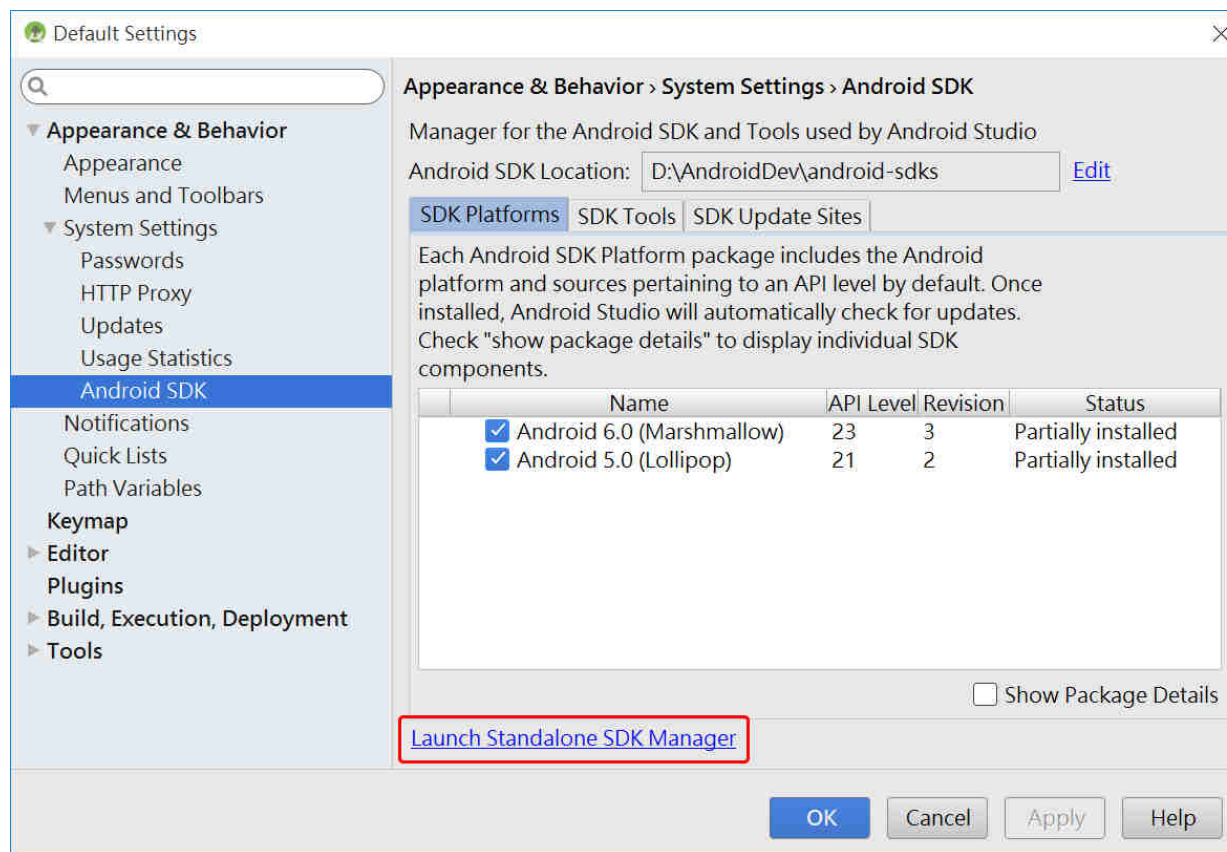 Default Settings
Appearance & Behavior
Appearance
Menus and Toolbars
System Settings
Passwords
HTTP Proxy
Updates
Usage Statistics
Android SDK
Notifications
Quick Lists
Path Variables
Keymap
Editor
Plugins
Build, Execution, Deployment
Tools
Appearance & Behavior › System Settings › Android SDK
Manager for the Android SDK and Tools used by Android Studio
Android SDK Location: D:\AndroidDev\android-sdks Edit
SDK Platforms SDK Tools SDK Update Sites
Each Android SDK Platform package includes the Android
platform and sources pertaining to an API level by default. Once
installed, Android Studio will automatically check for updates.
Check "show package details" to display individual SDK
components.
Name API Level Revision Status
Android 6.0 (Marshmallow) 23 3 Partially installed
Android 5.0 (Lollipop) 21 2 Partially installed
Show Package Details
Launch Standalone SDK Manager
OK Cancel Apply Help